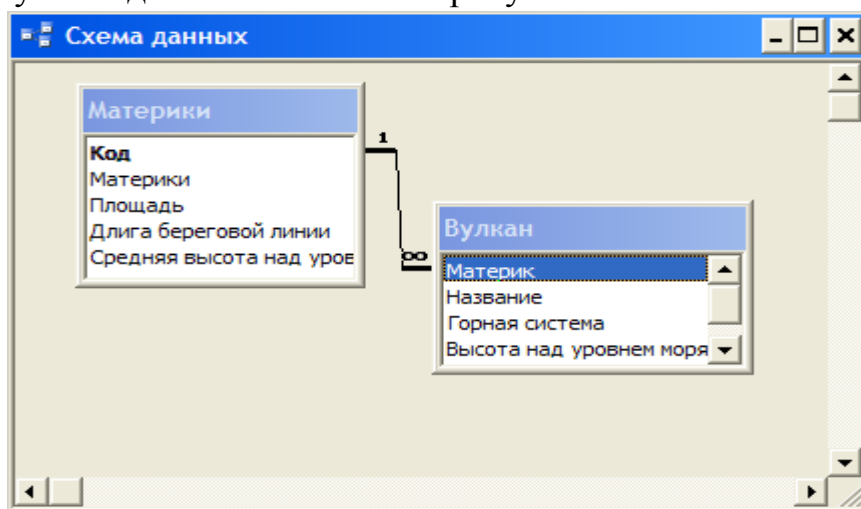 Схема данных
Материки
Код
Материки
Площадь
Длига береговой линии
Средняя высота над уров
1
∞
Вулкан
Материк
Название
Горная система
Высота над уровнем моря